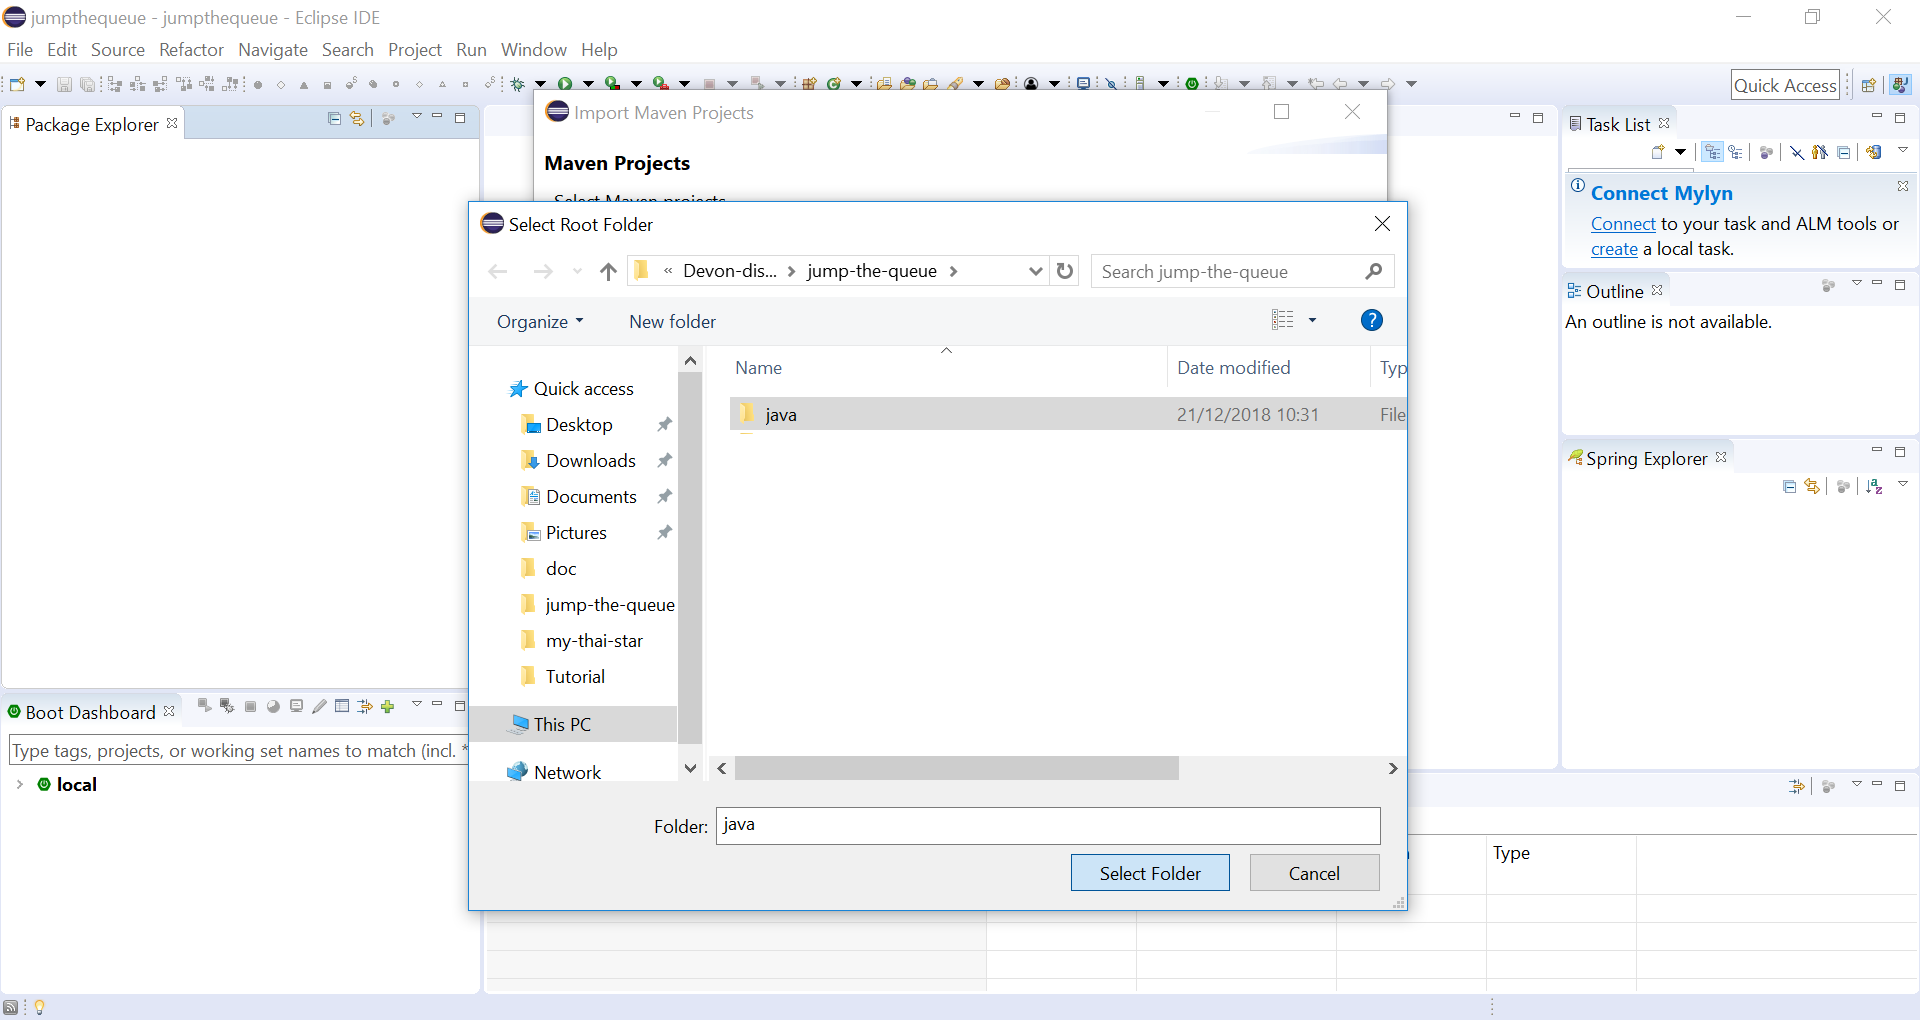 jumpthequeue - jumpthequeue - Eclipse IDE
File Edit Source Refactor Navigate Search Project Run Window Help
Quick Access
Package Explorer
Import Maven Projects
Maven Projects
Select Maven projects
Select Root Folder
« Devon-dis... > jump-the-queue >
Search jump-the-queue
Organize
New folder
Name
Date modified
Typ
Quick access
Desktop
Downloads
Documents
Pictures
doc
jump-the-queue
my-thai-star
Tutorial
This PC
Network
java 21/12/2018 10:31 File
Folder: java
Select Folder
Cancel
Task List
Connect Mylyn
Connect to your task and ALM tools or
create a local task.
Outline
An outline is not available.
Spring Explorer
Boot Dashboard
Type tags, projects, or working set names to match (incl. *
local
Type